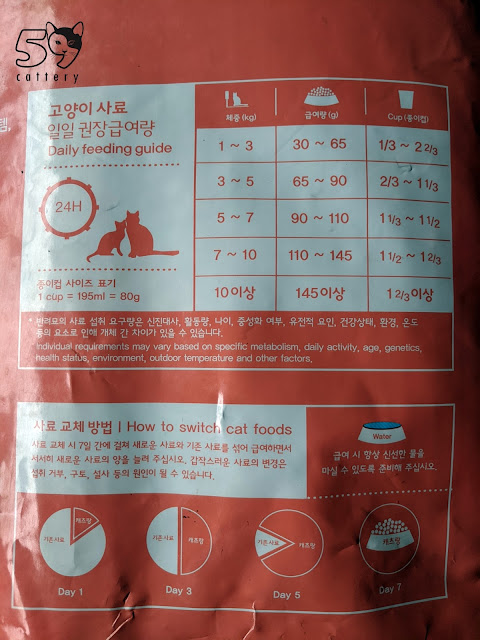 59
cattery
템,
고양이 사료
일일 권장급여량
Daily feeding guide
24H
종이컵 사이즈 표기
1 cup = 195ml = 80g
체중 (kg) 급여량 (g) Cup (종이컵)
1 ~ 3 30 ~ 65 1/3 ~ 2 2/3
3 ~ 5 65 ~ 90 2/3 ~ 1 1/3
5 ~ 7 90 ~ 110 1 1/3 ~ 1 1/2
7 ~ 10 110 ~ 145 1 1/2 ~ 1 2/3
10 이상 145 이상 1 2/3 이상
* 반려묘의 사료 섭취 요구량은 신진대사, 활동량, 나이, 중성화 여부, 유전적 요인, 건강상태, 환경, 온도
등의 요소로 인해 개체 간 차이가 있을 수 있습니다.
Individual requirements may vary based on specific metabolism, daily activity, age, genetics,
health status, environment, outdoor temperature and other factors.
사료 교체 방법 | How to switch cat foods
사료 교체 시 7일 간에 걸쳐 새로운 사료와 기존 사료를 섞어 급여하면서
서서히 새로운 사료의 양을 늘려 주십시오. 갑작스러운 사료의 변경은
섭취 거부, 구토, 설사 등의 원인이 될 수 있습니다.
Water
급여 시 항상 신선한 물을
마실 수 있도록 준비해 주십시오.
기존사료 캐츠랑
기존사료 캐츠랑
기존사료 캐츠랑
캐츠랑
Day 1 Day 3 Day 5 Day 7